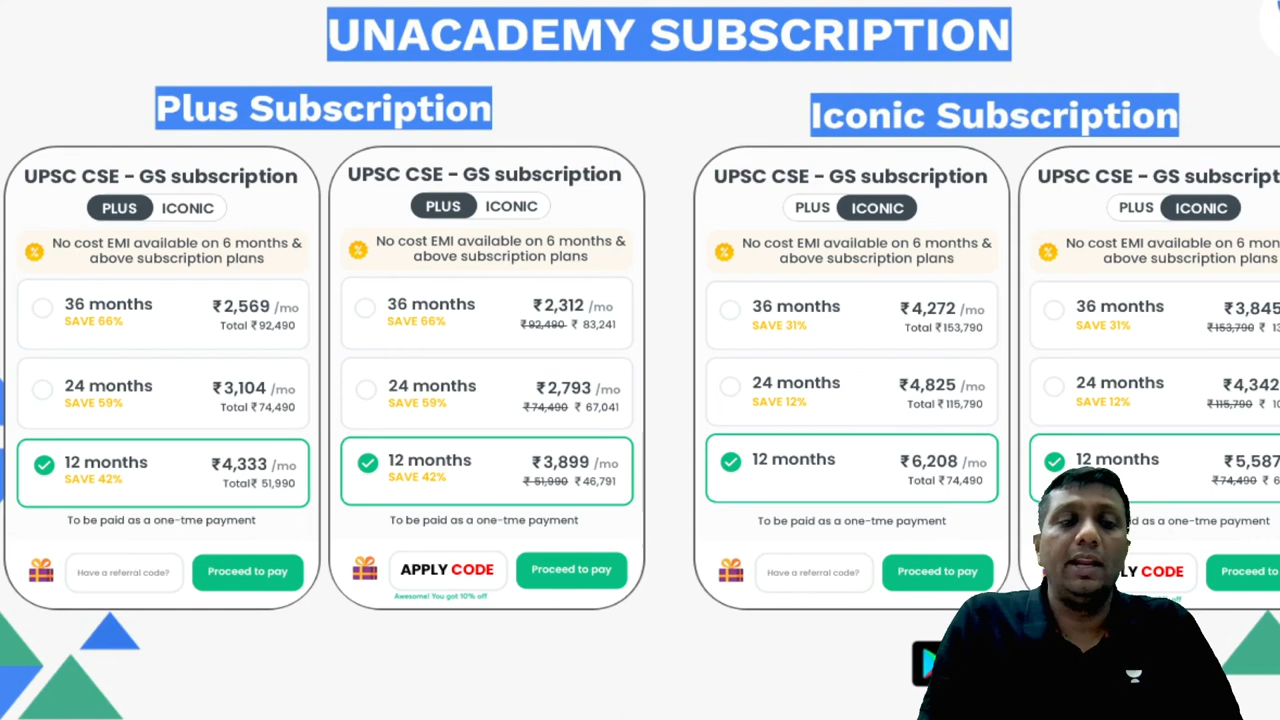 UNACADEMY SUBSCRIPTION
Plus Subscription
Iconic Subscription
UPSC CSE - GS subscription
PLUS ICONIC
No cost EMI available on 6 months &
above subscription plans
36 months ₹2,569 /mo
SAVE 66% Total ₹92,490
24 months ₹3,104 /mo
SAVE 59% Total ₹74,490
12 months ₹4,333 /mo
SAVE 42% Total₹ 51,990
To be paid as a one-tme payment
Have a referral code? Proceed to pay
UPSC CSE - GS subscription
PLUS ICONIC
No cost EMI available on 6 months &
above subscription plans
36 months ₹2,312 /mo
SAVE 66% ₹92,490 ₹ 83,241
24 months ₹2,793 /mo
SAVE 59% ₹74,490 ₹ 67,041
12 months ₹3,899 /mo
SAVE 42% ₹ 51,990 ₹46,791
To be paid as a one-tme payment
APPLY CODE Proceed to pay
Awesome! You got 10% off
UPSC CSE - GS subscription
PLUS ICONIC
No cost EMI available on 6 months &
above subscription plans
36 months ₹4,272 /mo
SAVE 31% Total ₹153,790
24 months ₹4,825 /mo
SAVE 12% Total ₹115,790
12 months ₹6,208 /mo
Total ₹74,490
To be paid as a one-tme payment
Have a referral code? Proceed to pay
UPSC CSE - GS
PLUS ICONIC
No cost EMI available on 6
above subscription plans
36 months ₹3,845
SAVE 31% ₹153,790 ₹
24 months ₹4,342
SAVE 12% ₹115,790 ₹
12 months ₹5,587
₹74,490 ₹
as a one-tme payment
CODE Proceed to